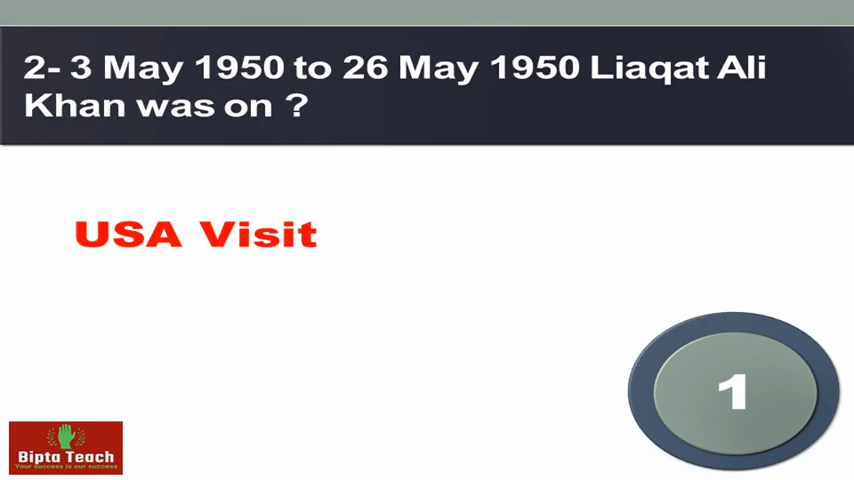 2- 3 May 1950 to 26 May 1950 Liaqat Ali
Khan was on ?
USA Visit
1
Bipta Teach
Your success is our success